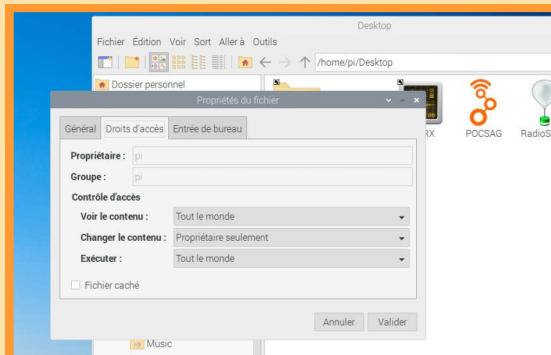 Desktop
Fichier Édition Voir Sort Aller à Outils
/home/pi/Desktop
Dossier personnel
Propriétés du fichier
RX POCSAG RadioS
Général Droits d'accès Entrée de bureau
Propriétaire : pi
Groupe : pi
Contrôle d'accès
Voir le contenu : Tout le monde
Changer le contenu : Propriétaire seulement
Exécuter : Tout le monde
Fichier caché
Annuler Valider
Music